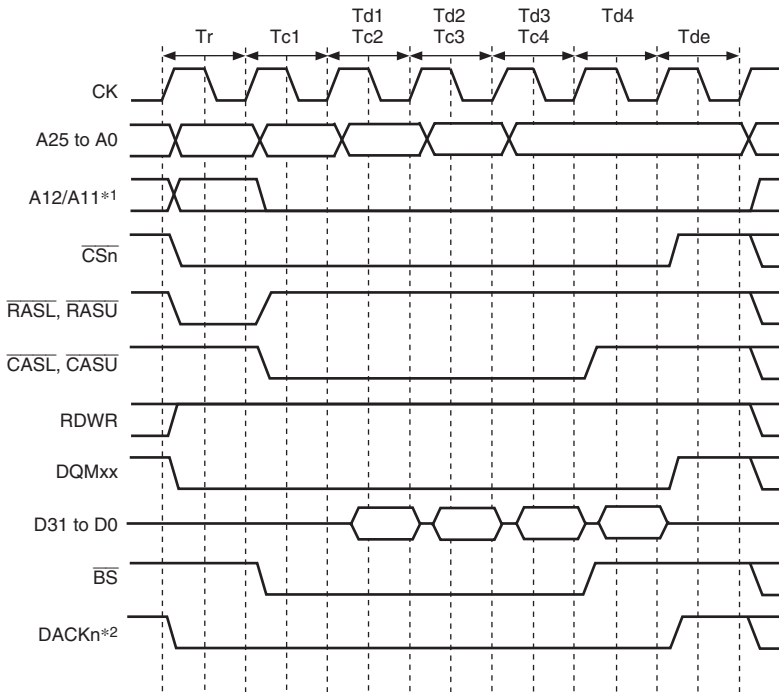 Td1 Td2 Td3 Td4
Tr Tc1 Tc2 Tc3 Tc4 Tde
CK
A25 to A0
A12/A11*1
CSn
RASL, RASU
CASL, CASU
RDWR
DQMxx
D31 to D0
BS
DACKn*2